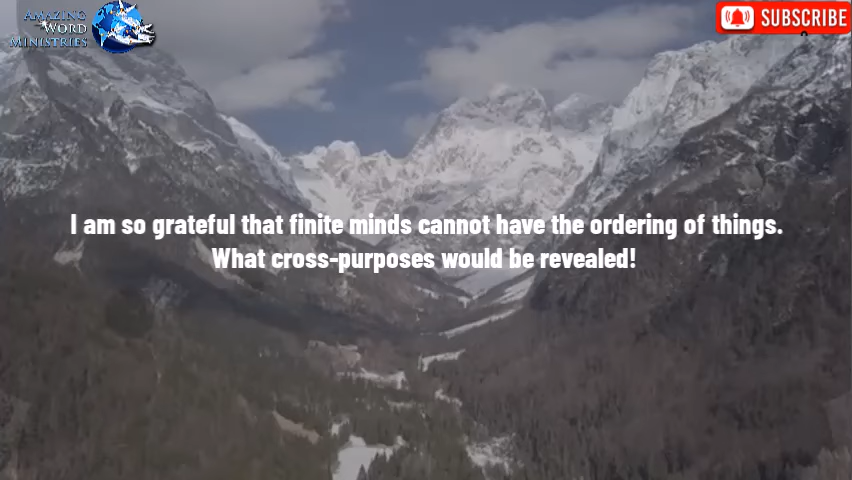 AMAZING
WORD
MINISTRIES
SUBSCRIBE
I am so grateful that finite minds cannot have the ordering of things.
What cross-purposes would be revealed!